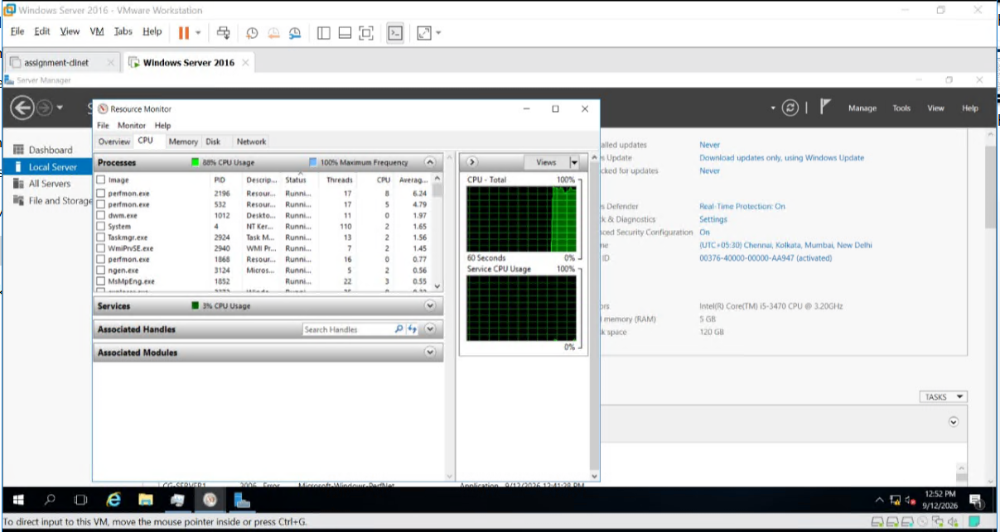 Windows Server 2016 - VMware Workstation
File Edit View VM Tabs Help
assignment-dlnet
Windows Server 2016
Server Manager
Manage Tools View Help
Resource Monitor
File Monitor Help
Overview CPU Memory Disk Network
Dashboard
Local Server
All Servers
File and Storage
Processes 88% CPU Usage 100% Maximum Frequency
Image PID Descrip... Status Threads CPU Averag...
perfmon.exe 2196 Resour... Runni... 17 8 6.24
perfmon.exe 532 Resour... Runni... 17 5 4.79
dwm.exe 1012 Deskto... Runni... 11 0 1.97
System 4 NT Ker... Runni... 110 2 1.65
Taskmgr.exe 2924 Task M... Runni... 13 2 1.56
WmiPrvSE.exe 2940 WMI Pr... Runni... 7 2 1.45
perfmon.exe 1868 Resour... Runni... 16 0 0.77
ngen.exe 3124 Micros... Runni... 5 2 0.56
MsMpEng.exe 1852 Runni... 22 3 0.55
Services 3% CPU Usage
Associated Handles Search Handles
Associated Modules
Views
CPU - Total 100%
60 Seconds 0%
Service CPU Usage 100%
0%
alled updates Never
s Update Download updates only, using Windows Update
cked for updates Never
s Defender Real-Time Protection: On
k & Diagnostics Settings
nced Security Configuration On
ne (UTC+05:30) Chennai, Kolkata, Mumbai, New Delhi
ID 00376-40000-00000-AA947 (activated)
ors Intel(R) Core(TM) i5-3470 CPU @ 3.20GHz
memory (RAM) 5 GB
k space 120 GB
TASKS
CG-SERVER1 2006 Error Microsoft-Windows-PerfNet Application 9/12/2026 12:41:28 PM
12:52 PM
9/12/2026
To direct input to this VM, move the mouse pointer inside or press Ctrl+G.